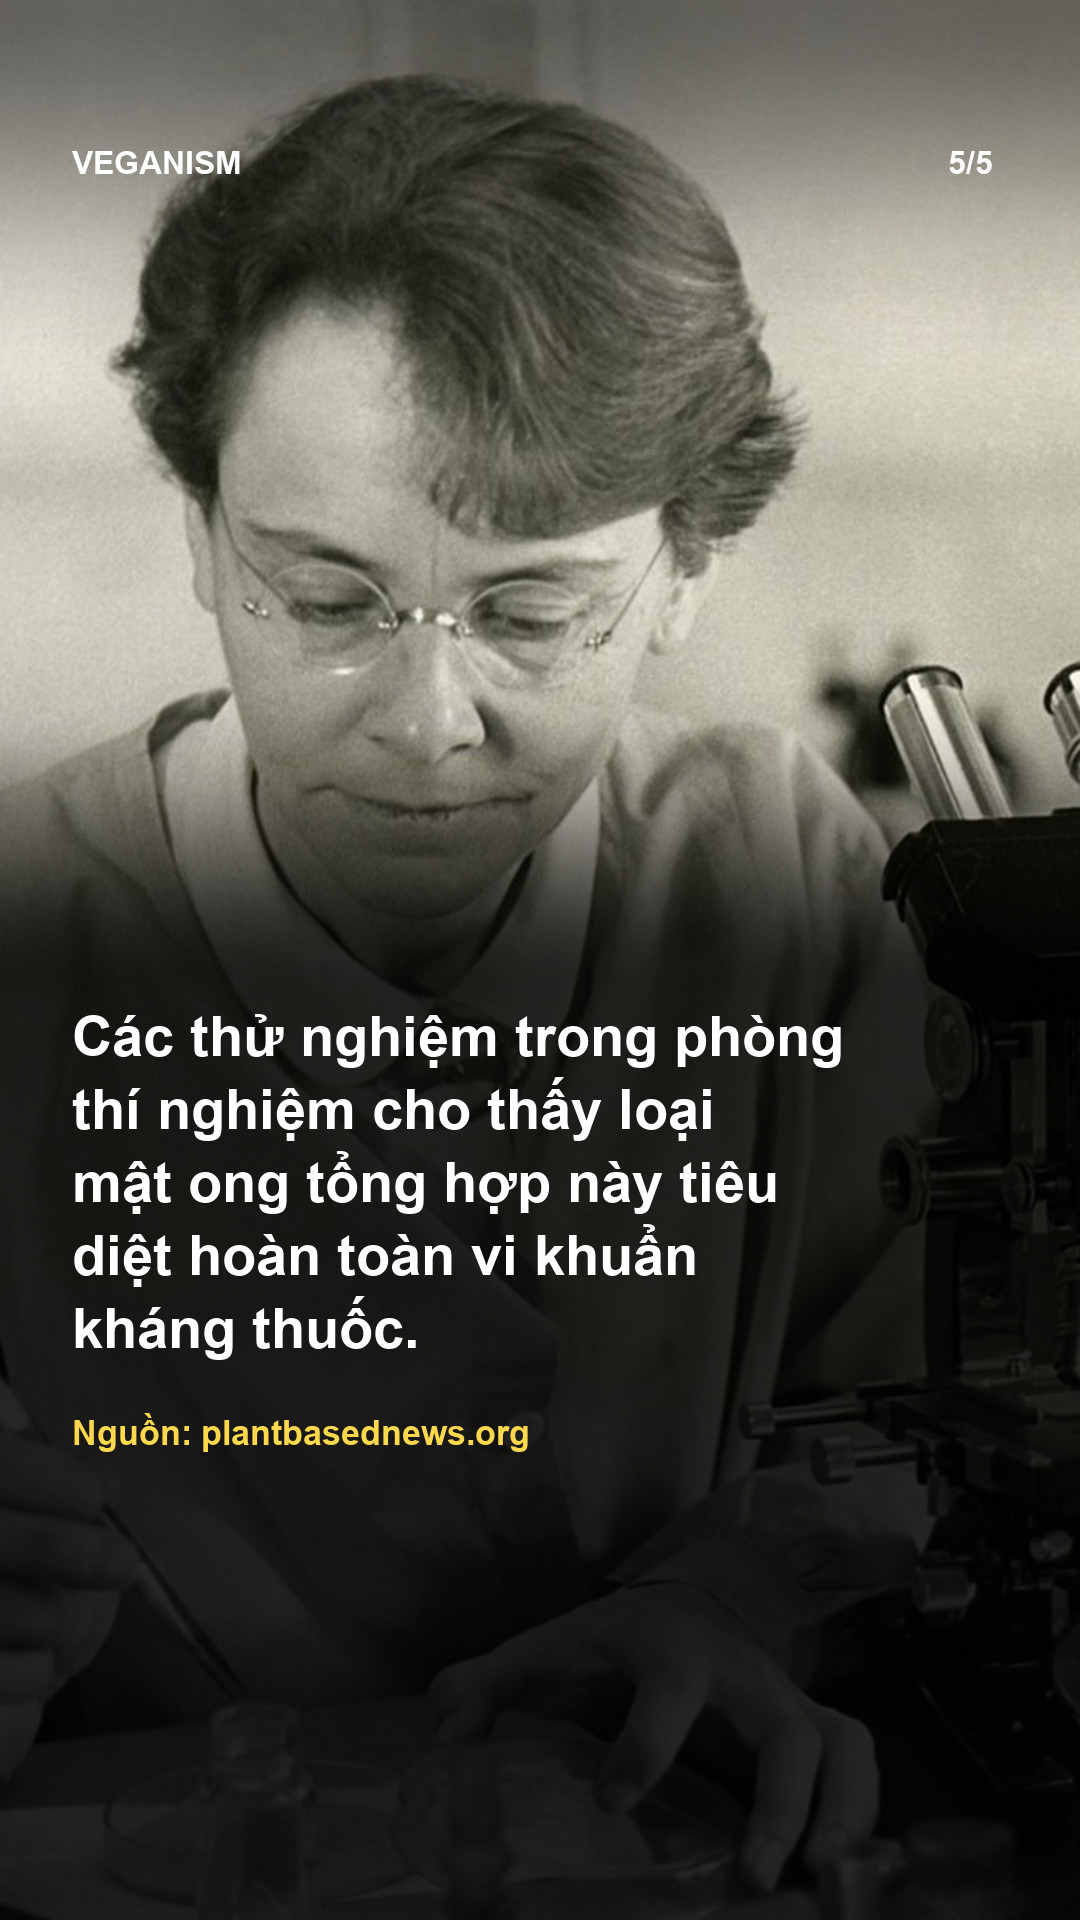 VEGANISM
5/5
Các thử nghiệm trong phòng
thí nghiệm cho thấy loại
mật ong tổng hợp này tiêu
diệt hoàn toàn vi khuẩn
kháng thuốc.
Nguồn: plantbasednews.org